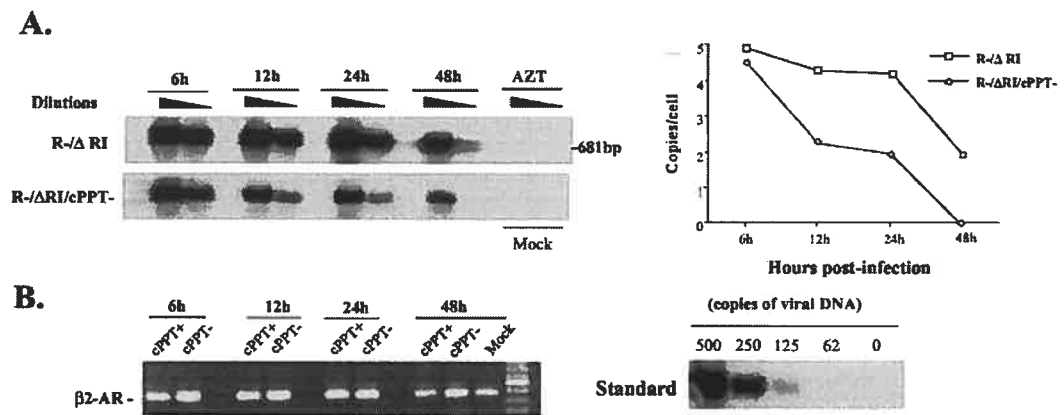 A.
6h 12h 24h 48h AZT
Dilutions
R-/Δ RI
-681bp
R-/ΔRI/cPPT-
Mock
Copies/cell
5
4
3
2
1
0
6h 12h 24h 48h
Hours post-infection
R-/Δ RI
R-/ΔRI/cPPT-
B.
6h 12h 24h 48h
cPPT+ cPPT- cPPT+ cPPT- cPPT+ cPPT- cPPT+ cPPT- Mock
β2-AR -
(copies of viral DNA)
500 250 125 62 0
Standard